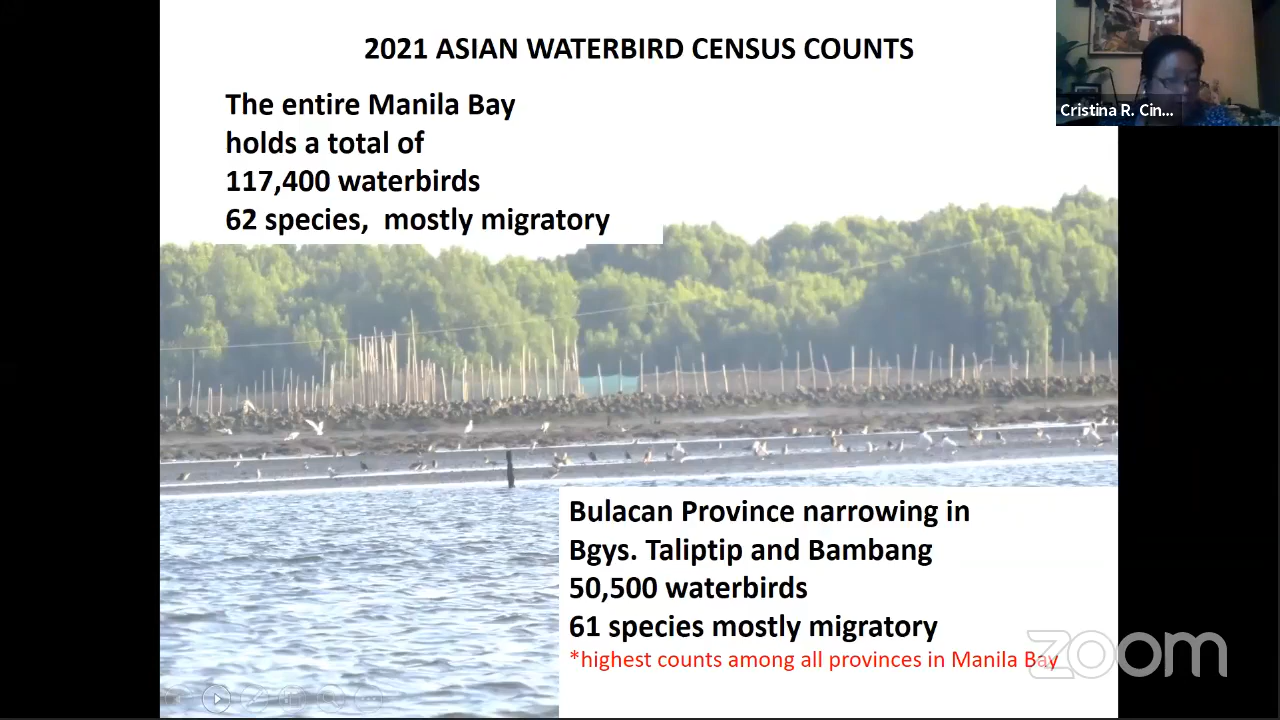 2021 ASIAN WATERBIRD CENSUS COUNTS
The entire Manila Bay
holds a total of
117,400 waterbirds
62 species, mostly migratory
Cristina R. Cin...
Bulacan Province narrowing in
Bgys. Taliptip and Bambang
50,500 waterbirds
61 species mostly migratory
*highest counts among all provinces in Manila Bay
zoom